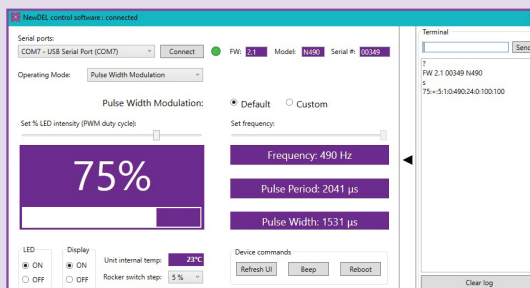 NewDEL control software : connected
Serial ports:
COM7 - USB Serial Port (COM7)
Connect
FW: 2.1 Model: N490 Serial #: 00349
Operating Mode: Pulse Width Modulation
Pulse Width Modulation: Default Custom
Set % LED intensity (PWM duty cycle):
75%
Set frequency:
Frequency: 490 Hz
Pulse Period: 2041 µs
Pulse Width: 1531 µs
LED
ON
OFF
Display
ON
OFF
Unit internal temp: 23°C
Rocker switch step: 5 %
Device commands
Refresh UI Beep Reboot
Terminal
Send
?
FW 2.1 00349 N490
s
75:+:5:1:0:490:24:0:100:100
Clear log